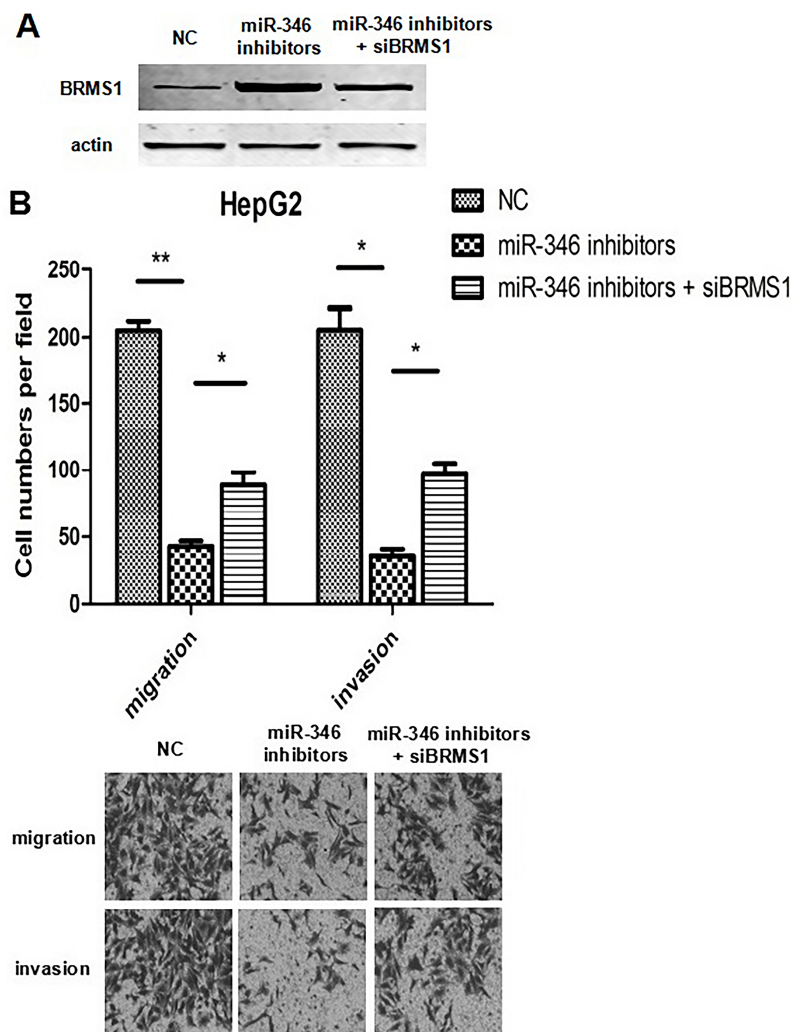 A
NC
miR-346
inhibitors
miR-346 inhibitors
+ siBRMS1
BRMS1
actin
B
HepG2
NC
miR-346 inhibitors
miR-346 inhibitors + siBRMS1
Cell numbers per field
250
200
150
100
50
0
**
*
*
*
migration
invasion
NC
miR-346
inhibitors
miR-346 inhibitors
+ siBRMS1
migration
invasion